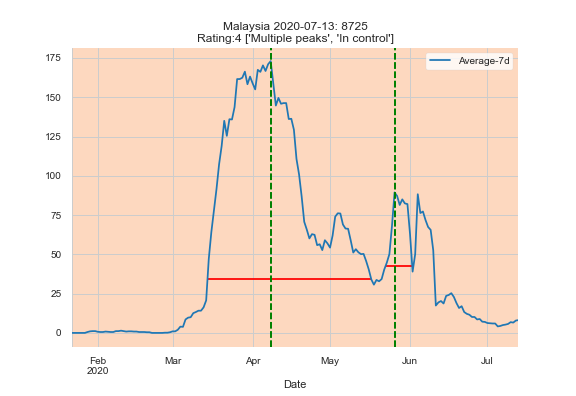 Malaysia 2020-07-13: 8725
Rating:4 ['Multiple peaks', 'In control']
Average-7d
175
150
125
100
75
50
25
0
Feb Mar Apr May Jun Jul
2020
Date